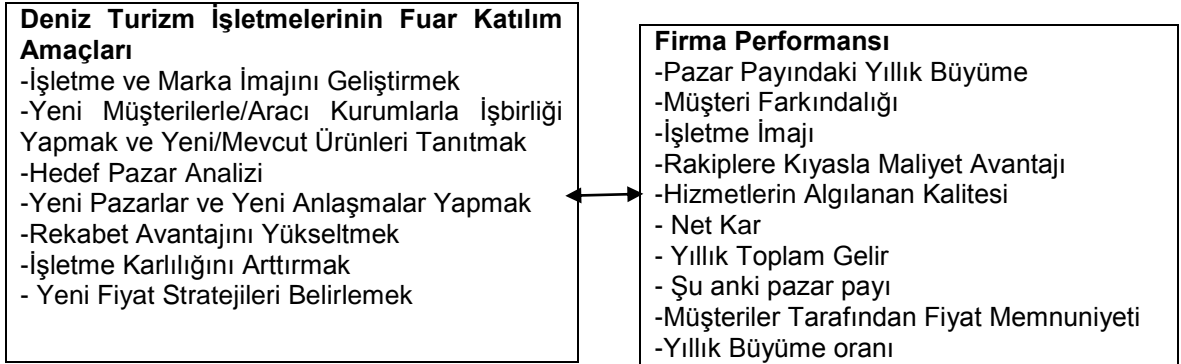 Deniz Turizm İşletmelerinin Fuar Katılım
Amaçları
-İşletme ve Marka İmajını Geliştirmek
-Yeni Müşterilerle/Aracı Kurumlarla İşbirliği
Yapmak ve Yeni/Mevcut Ürünleri Tanıtmak
-Hedef Pazar Analizi
-Yeni Pazarlar ve Yeni Anlaşmalar Yapmak
-Rekabet Avantajını Yükseltmek
-İşletme Karlılığını Arttırmak
- Yeni Fiyat Stratejileri Belirlemek
Firma Performansı
-Pazar Payındaki Yıllık Büyüme
-Müşteri Farkındalığı
-İşletme İmajı
-Rakiplere Kıyasla Maliyet Avantajı
-Hizmetlerin Algılanan Kalitesi
- Net Kar
- Yıllık Toplam Gelir
- Şu anki pazar payı
-Müşteriler Tarafından Fiyat Memnuniyeti
-Yıllık Büyüme oranı